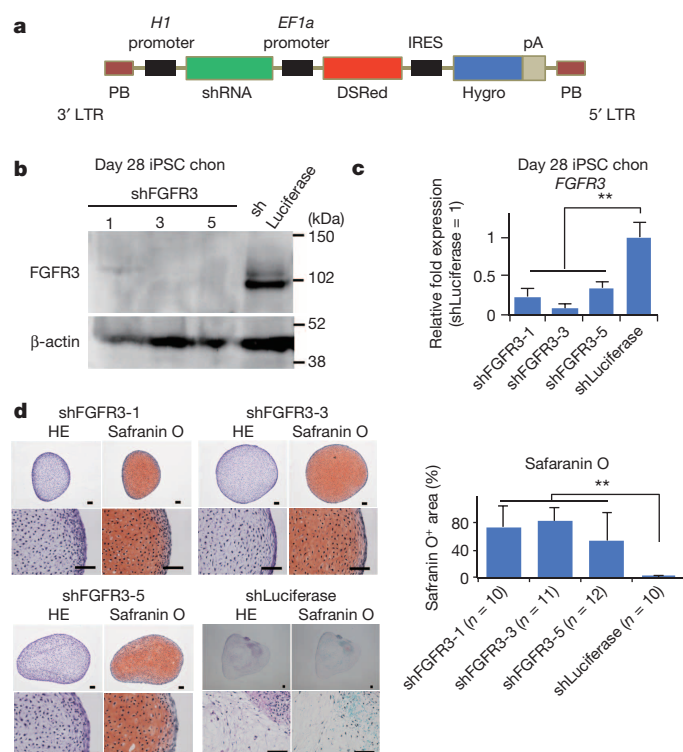 a
H1 promoter
EF1a promoter
IRES
pA
PB
shRNA
DSRed
Hygro
PB
3′ LTR
5′ LTR
b
Day 28 iPSC chon
shFGFR3
1 3 5
sh Luciferase
(kDa)
150
FGFR3
102
52
β-actin
38
c
Day 28 iPSC chon
FGFR3
**
Relative fold expression
(shLuciferase = 1)
1
0.5
0
shFGFR3-1
shFGFR3-3
shFGFR3-5
shLuciferase
d
shFGFR3-1
HE Safranin O
shFGFR3-3
HE Safranin O
shFGFR3-5
HE Safranin O
shLuciferase
HE Safranin O
Safaranin O
**
Safranin O⁺ area (%)
80
40
0
shFGFR3-1 (n = 10)
shFGFR3-3 (n = 11)
shFGFR3-5 (n = 12)
shLuciferase (n = 10)